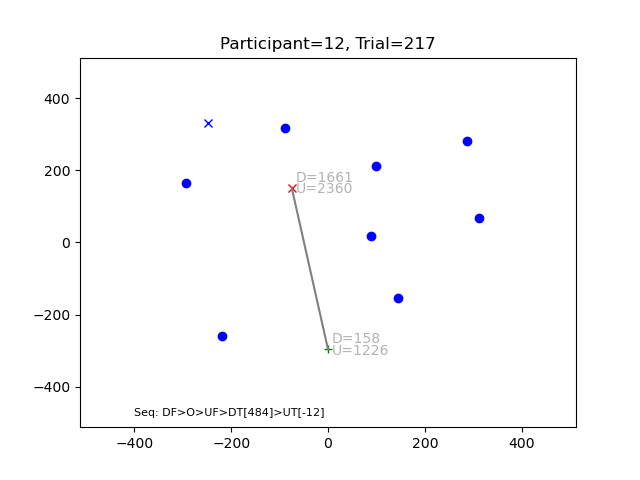 Participant=12, Trial=217
400
200
0
−200
−400
D=1661
U=2360
D=158
U=1226
Seq: DF>O>UF>DT[484]>UT[-12]
−400
−200
0
200
400